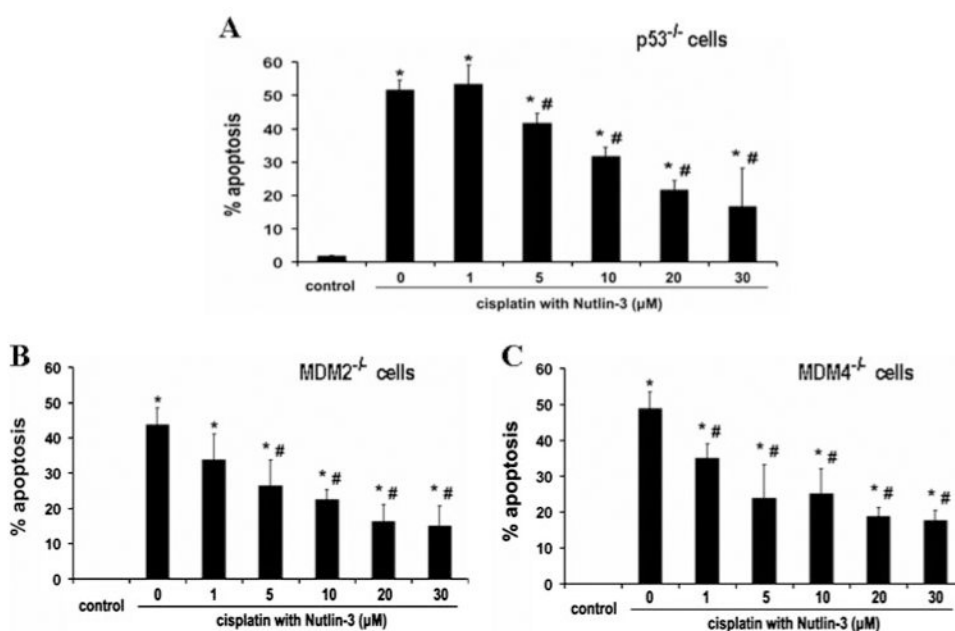 A
p53-/- cells
% apoptosis
60
50
40
30
20
10
0
* * * # * # * # * #
control 0 1 5 10 20 30
cisplatin with Nutlin-3 (µM)
B
MDM2-/- cells
% apoptosis
60
50
40
30
20
10
0
* * * # * # * # * #
control 0 1 5 10 20 30
cisplatin with Nutlin-3 (µM)
C
MDM4-/- cells
% apoptosis
60
50
40
30
20
10
0
* * # * # * # * # * #
control 0 1 5 10 20 30
cisplatin with Nutlin-3 (µM)